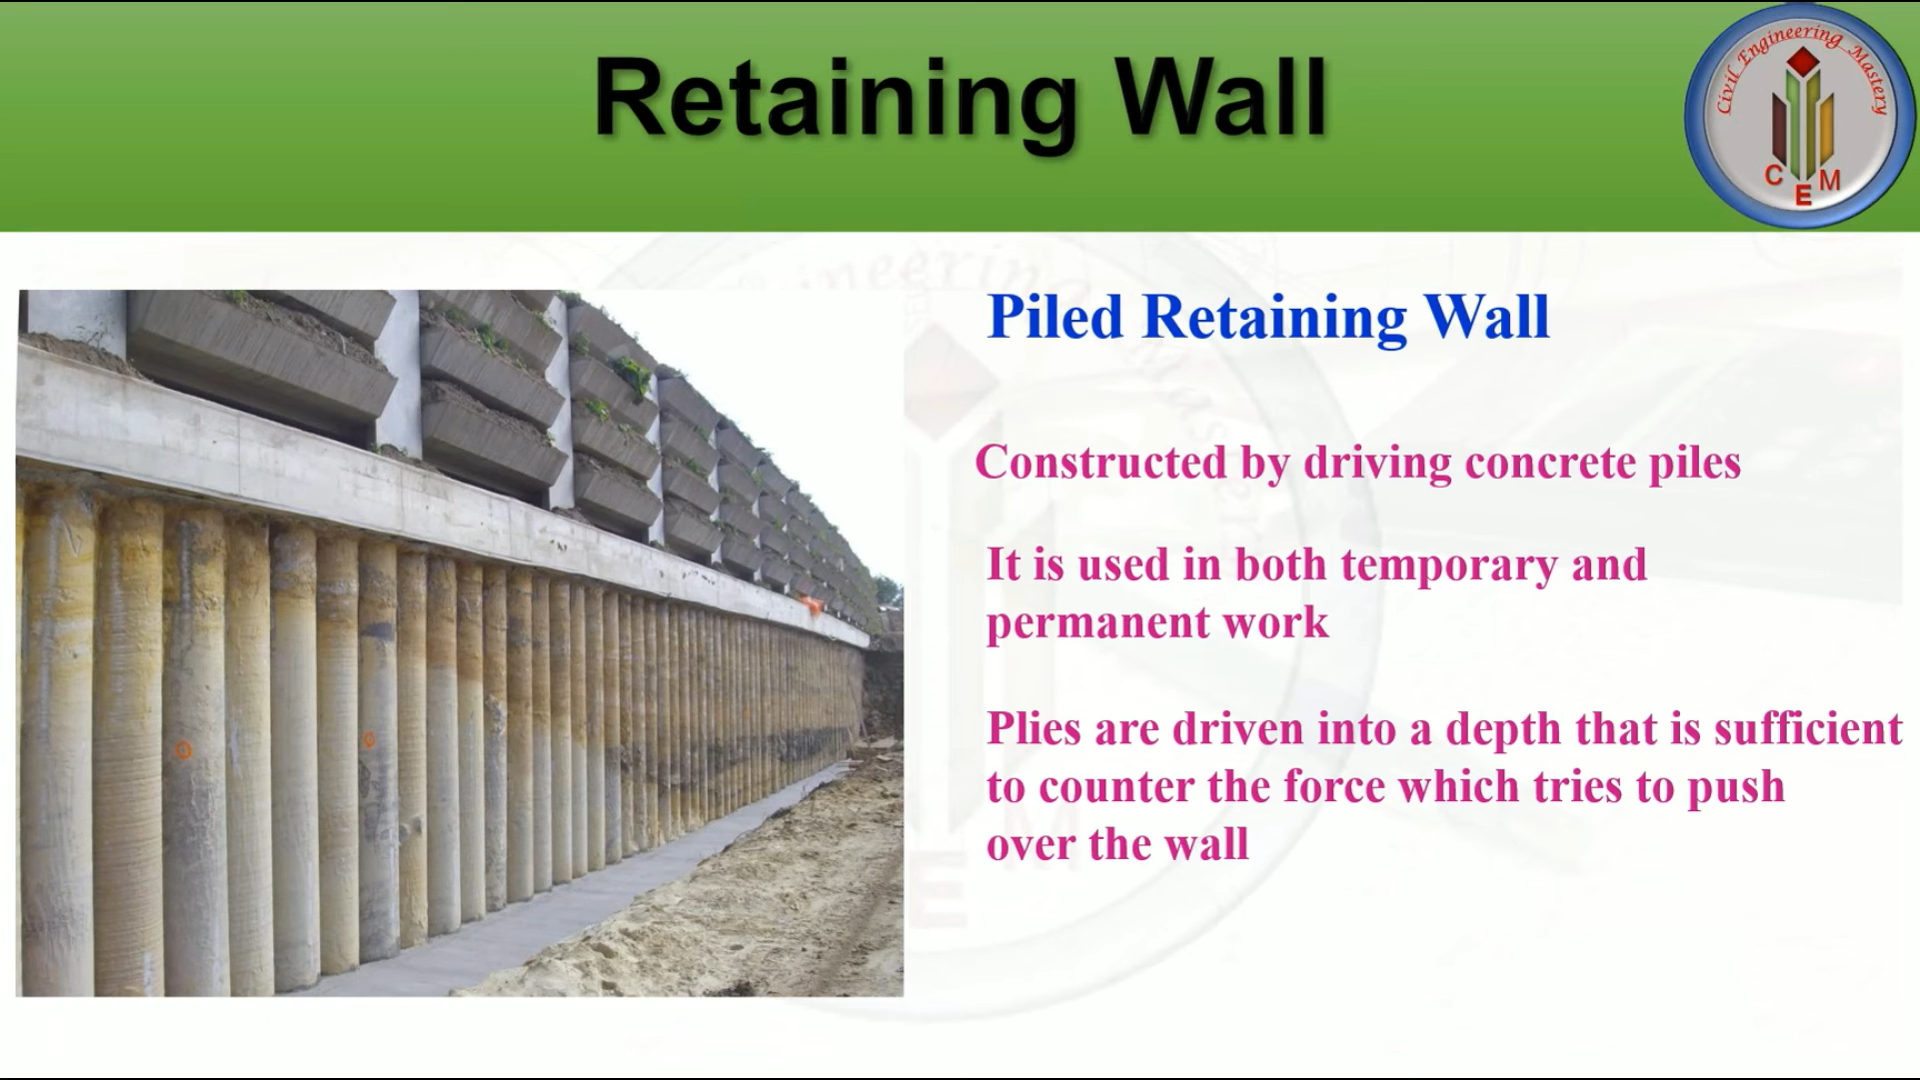 Retaining Wall
Civil Engineering Mastery
C E M
Piled Retaining Wall
Constructed by driving concrete piles
It is used in both temporary and
permanent work
Plies are driven into a depth that is sufficient
to counter the force which tries to push
over the wall